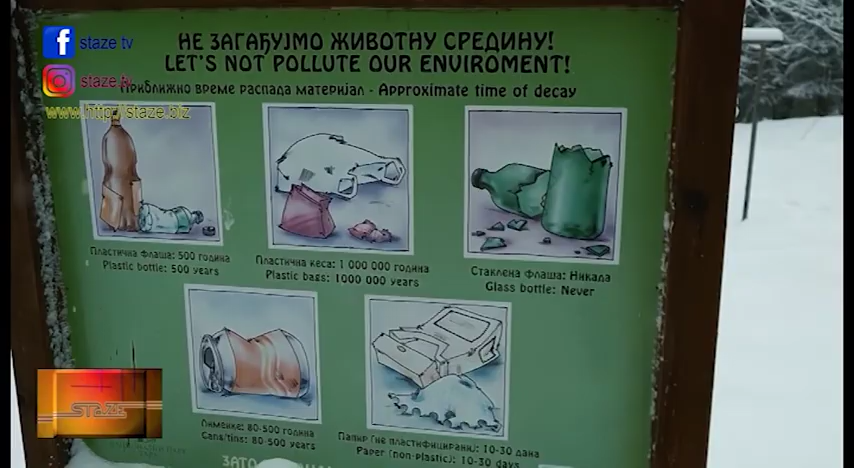 staze tv
staze tv
www.http://staze.biz
НЕ ЗАГАЂУЈМО ЖИВОТНУ СРЕДИНУ!
LET'S NOT POLLUTE OUR ENVIROMENT!
Приближно време распада материјал - Approximate time of decay
Пластична флаша: 500 година
Plastic bottle: 500 years
Пластична кеса: 1 000 000 година
Plastic bags: 1000 000 years
Стаклена флаша: Никада
Glass bottle: Never
Лименке: 80-500 година
Cans/tins: 80-500 years
Папир (не пластифицирани): 10-30 дана
Paper (non-plastic): 10-30 days
STAZE
ЗАТО